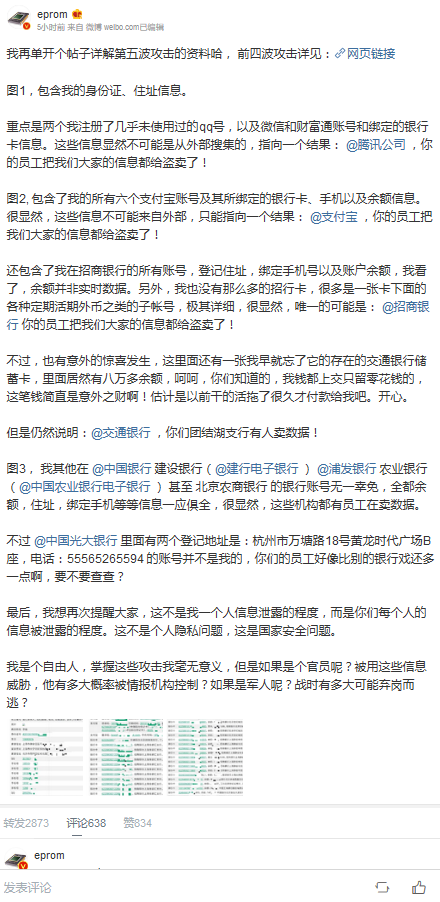 eprom
5小时前 来自 微博 weibo.com 已编辑
我再单开个帖子详解第五波攻击的资料哈， 前四波攻击详见：网页链接
图1，包含我的身份证、住址信息。
重点是两个我注册了几乎未使用过的qq号，以及微信和财富通账号和绑定的银行
卡信息。这些信息显然不可能是从外部搜集的，指向一个结果： @腾讯公司 ，你
的员工把我们大家的信息都给盗卖了！
图2, 包含了我的所有六个支付宝账号及其所绑定的银行卡、手机以及余额信息。
很显然，这些信息不可能来自外部，只能指向一个结果： @支付宝 ，你的员工把
我们大家的信息都给盗卖了！
还包含了我在招商银行的所有账号，登记住址，绑定手机号以及账户余额，我看
了，余额并非实时数据。另外，我也没有那么多的招行卡，很多是一张卡下面的
各种定期活期外币之类的子帐号，极其详细，很显然，唯一的可能是： @招商银
行 你的员工把我们大家的信息都给盗卖了！
不过，也有意外的惊喜发生，这里面还有一张我早就忘了它的存在的交通银行储
蓄卡，里面居然有八万多余额，呵呵，你们知道的，我钱都上交只留零花钱的，
这笔钱简直是意外之财啊！估计是以前干的活拖了很久才付款给我吧。开心。
但是仍然说明：@交通银行 ，你们团结湖支行有人卖数据！
图3， 我其他在 @中国银行 建设银行（ @建行电子银行 ） @浦发银行 农业银行
（ @中国农业银行电子银行 ） 甚至 北京农商银行 的银行账号无一幸免，全都余
额，住址，绑定手机等等信息一应俱全，很显然，这些机构都有员工在卖数据。
不过 @中国光大银行 里面有两个登记地址是：杭州市万塘路18号黄龙时代广场B
座，电话：55565265594 的账号并不是我的，你们的员工好像比别的银行戏还多
一点啊，要不要查查？
最后，我想再次提醒大家，这不是我一个人信息泄露的程度，而是你们每个人的
信息被泄露的程度。这不是个人隐私问题，这是国家安全问题。
我是个自由人，掌握这些攻击我毫无意义，但是如果是个官员呢？被用这些信息
威胁，他有多大概率被情报机构控制？如果是军人呢？战时有多大可能弃岗而
逃？
转发2873 评论638 赞834
eprom
发表评论